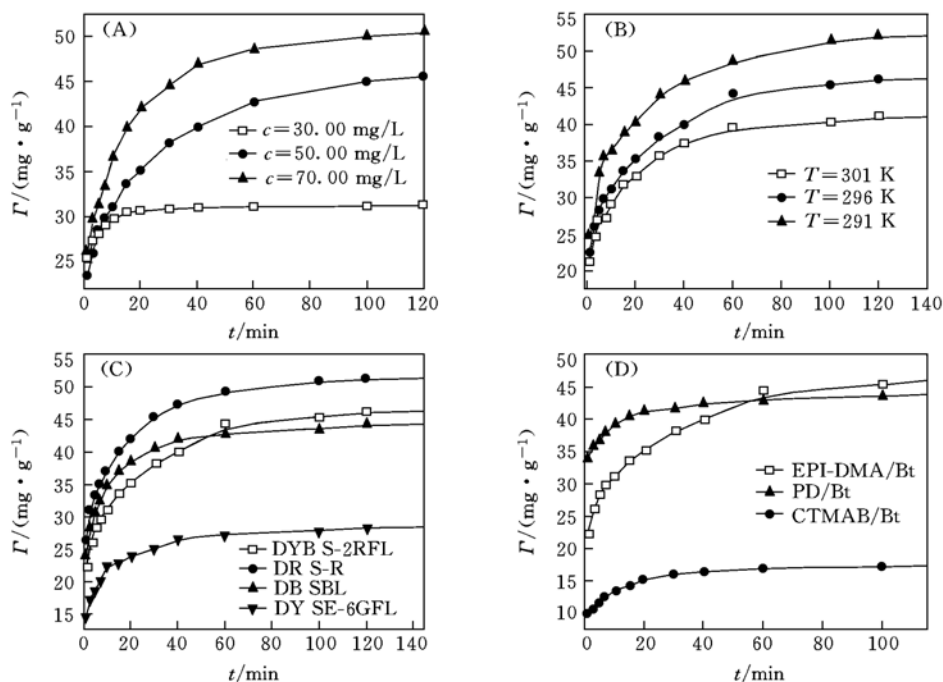 (A)
Γ/(mg·g⁻¹)
50
45
40
35
30
25
c=30.00 mg/L
c=50.00 mg/L
c=70.00 mg/L
0 20 40 60 80 100 120
t/min
(B)
Γ/(mg·g⁻¹)
55
50
45
40
35
30
25
20
T=301 K
T=296 K
T=291 K
0 20 40 60 80 100 120 140
t/min
(C)
Γ/(mg·g⁻¹)
55
50
45
40
35
30
25
20
15
DYB S-2RFL
DR S-R
DB SBL
DY SE-6GFL
0 20 40 60 80 100 120 140
t/min
(D)
Γ/(mg·g⁻¹)
50
45
40
35
30
25
20
15
10
EPI-DMA/Bt
PD/Bt
CTMAB/Bt
0 20 40 60 80 100
t/min